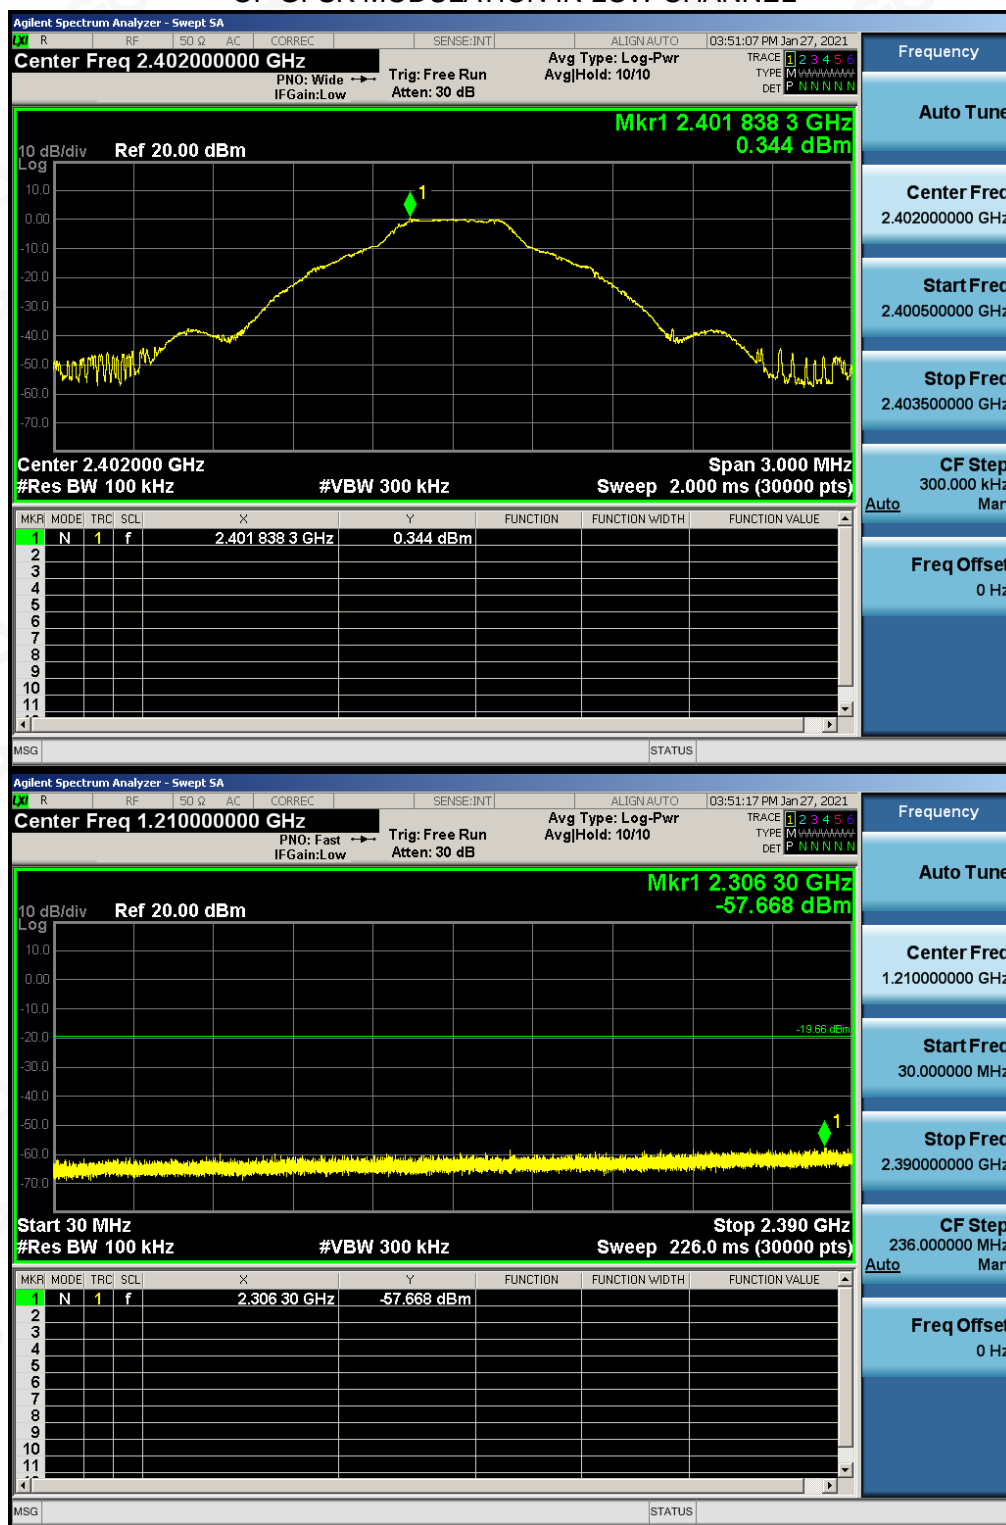 OF GFSK MODULATION IN LOW CHANNEL
Agilent Spectrum Analyzer - Swept SA
LXI R RF 50 Ω AC CORREC SENSE:INT ALIGN AUTO 03:51:07 PM Jan 27, 2021
Center Freq 2.402000000 GHz
PNO: Wide
IFGain:Low
Trig: Free Run
Atten: 30 dB
Avg Type: Log-Pwr
Avg|Hold: 10/10
TRACE 1 2 3 4 5 6
TYPE M
DET P N N N N N
Mkr1 2.401 838 3 GHz
0.344 dBm
10 dB/div Ref 20.00 dBm
Log
10.0
0.00
-10.0
-20.0
-30.0
-40.0
-50.0
-60.0
-70.0
1
Center 2.402000 GHz Span 3.000 MHz
#Res BW 100 kHz #VBW 300 kHz Sweep 2.000 ms (30000 pts)
MKR MODE TRC SCL X Y FUNCTION FUNCTION WIDTH FUNCTION VALUE
1 N 1 f 2.401 838 3 GHz 0.344 dBm
2
3
4
5
6
7
8
9
10
11
MSG STATUS
Frequency
Auto Tune
Center Freq
2.402000000 GHz
Start Freq
2.400500000 GHz
Stop Freq
2.403500000 GHz
CF Step
300.000 kHz
Auto Man
Freq Offset
0 Hz
Agilent Spectrum Analyzer - Swept SA
LXI R RF 50 Ω AC CORREC SENSE:INT ALIGN AUTO 03:51:17 PM Jan 27, 2021
Center Freq 1.210000000 GHz
PNO: Fast
IFGain:Low
Trig: Free Run
Atten: 30 dB
Avg Type: Log-Pwr
Avg|Hold: 10/10
TRACE 1 2 3 4 5 6
TYPE M
DET P N N N N N
Mkr1 2.306 30 GHz
-57.668 dBm
10 dB/div Ref 20.00 dBm
Log
10.0
0.00
-10.0
-20.0
-30.0
-40.0
-50.0
-60.0
-70.0
-19.66 dBm
1
Start 30 MHz Stop 2.390 GHz
#Res BW 100 kHz #VBW 300 kHz Sweep 226.0 ms (30000 pts)
MKR MODE TRC SCL X Y FUNCTION FUNCTION WIDTH FUNCTION VALUE
1 N 1 f 2.306 30 GHz -57.668 dBm
2
3
4
5
6
7
8
9
10
11
MSG STATUS
Frequency
Auto Tune
Center Freq
1.210000000 GHz
Start Freq
30.000000 MHz
Stop Freq
2.390000000 GHz
CF Step
236.000000 MHz
Auto Man
Freq Offset
0 Hz